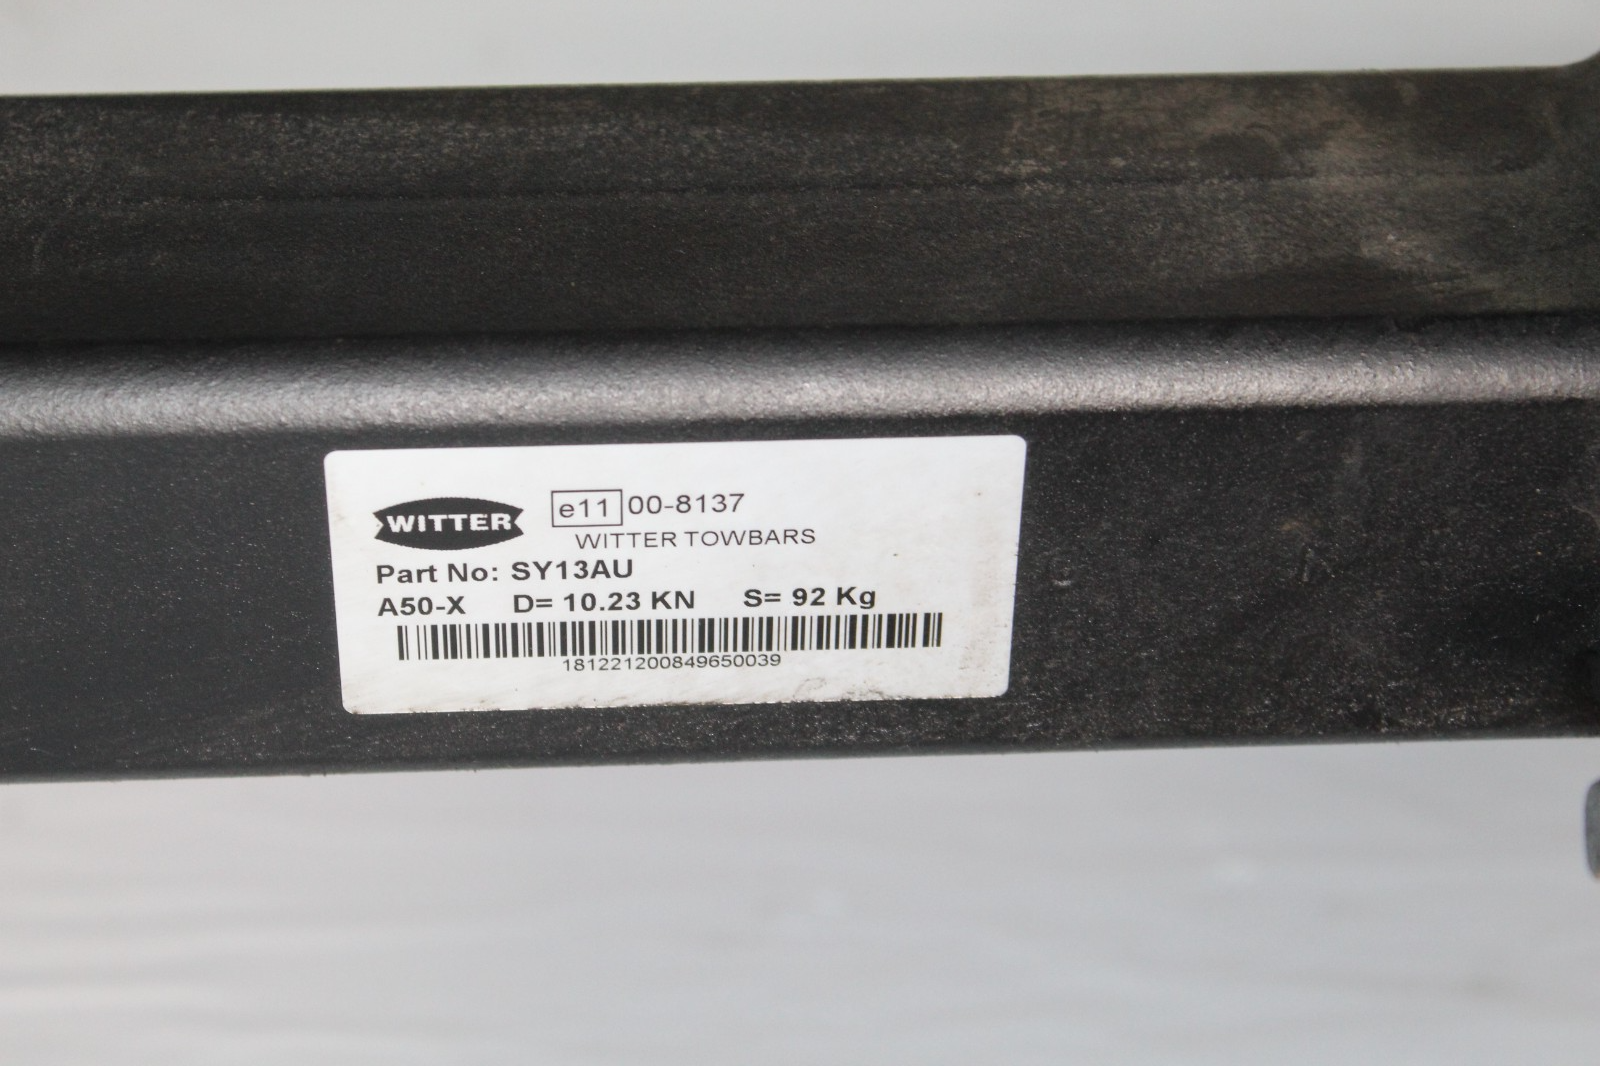 WITTER
e11 00-8137
WITTER TOWBARS
Part No: SY13AU
A50-X D= 10.23 KN S= 92 Kg
181221200849650039